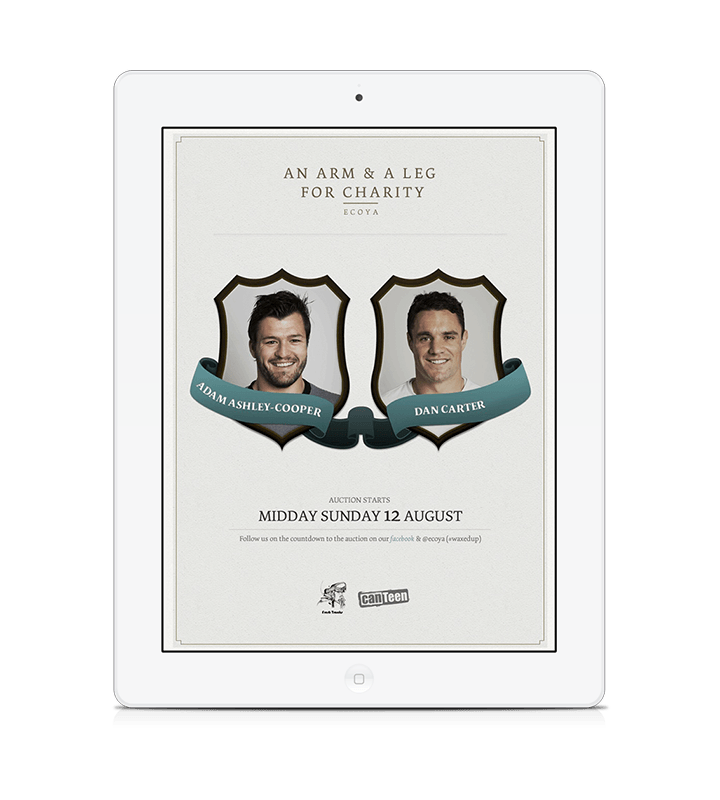 AN ARM & A LEG
FOR CHARITY
ECOYA
ADAM ASHLEY-COOPER
DAN CARTER
AUCTION STARTS
MIDDAY SUNDAY 12 AUGUST
Follow us on the countdown to the auction on our facebook & @ecoya (#waxedup)
canTeen